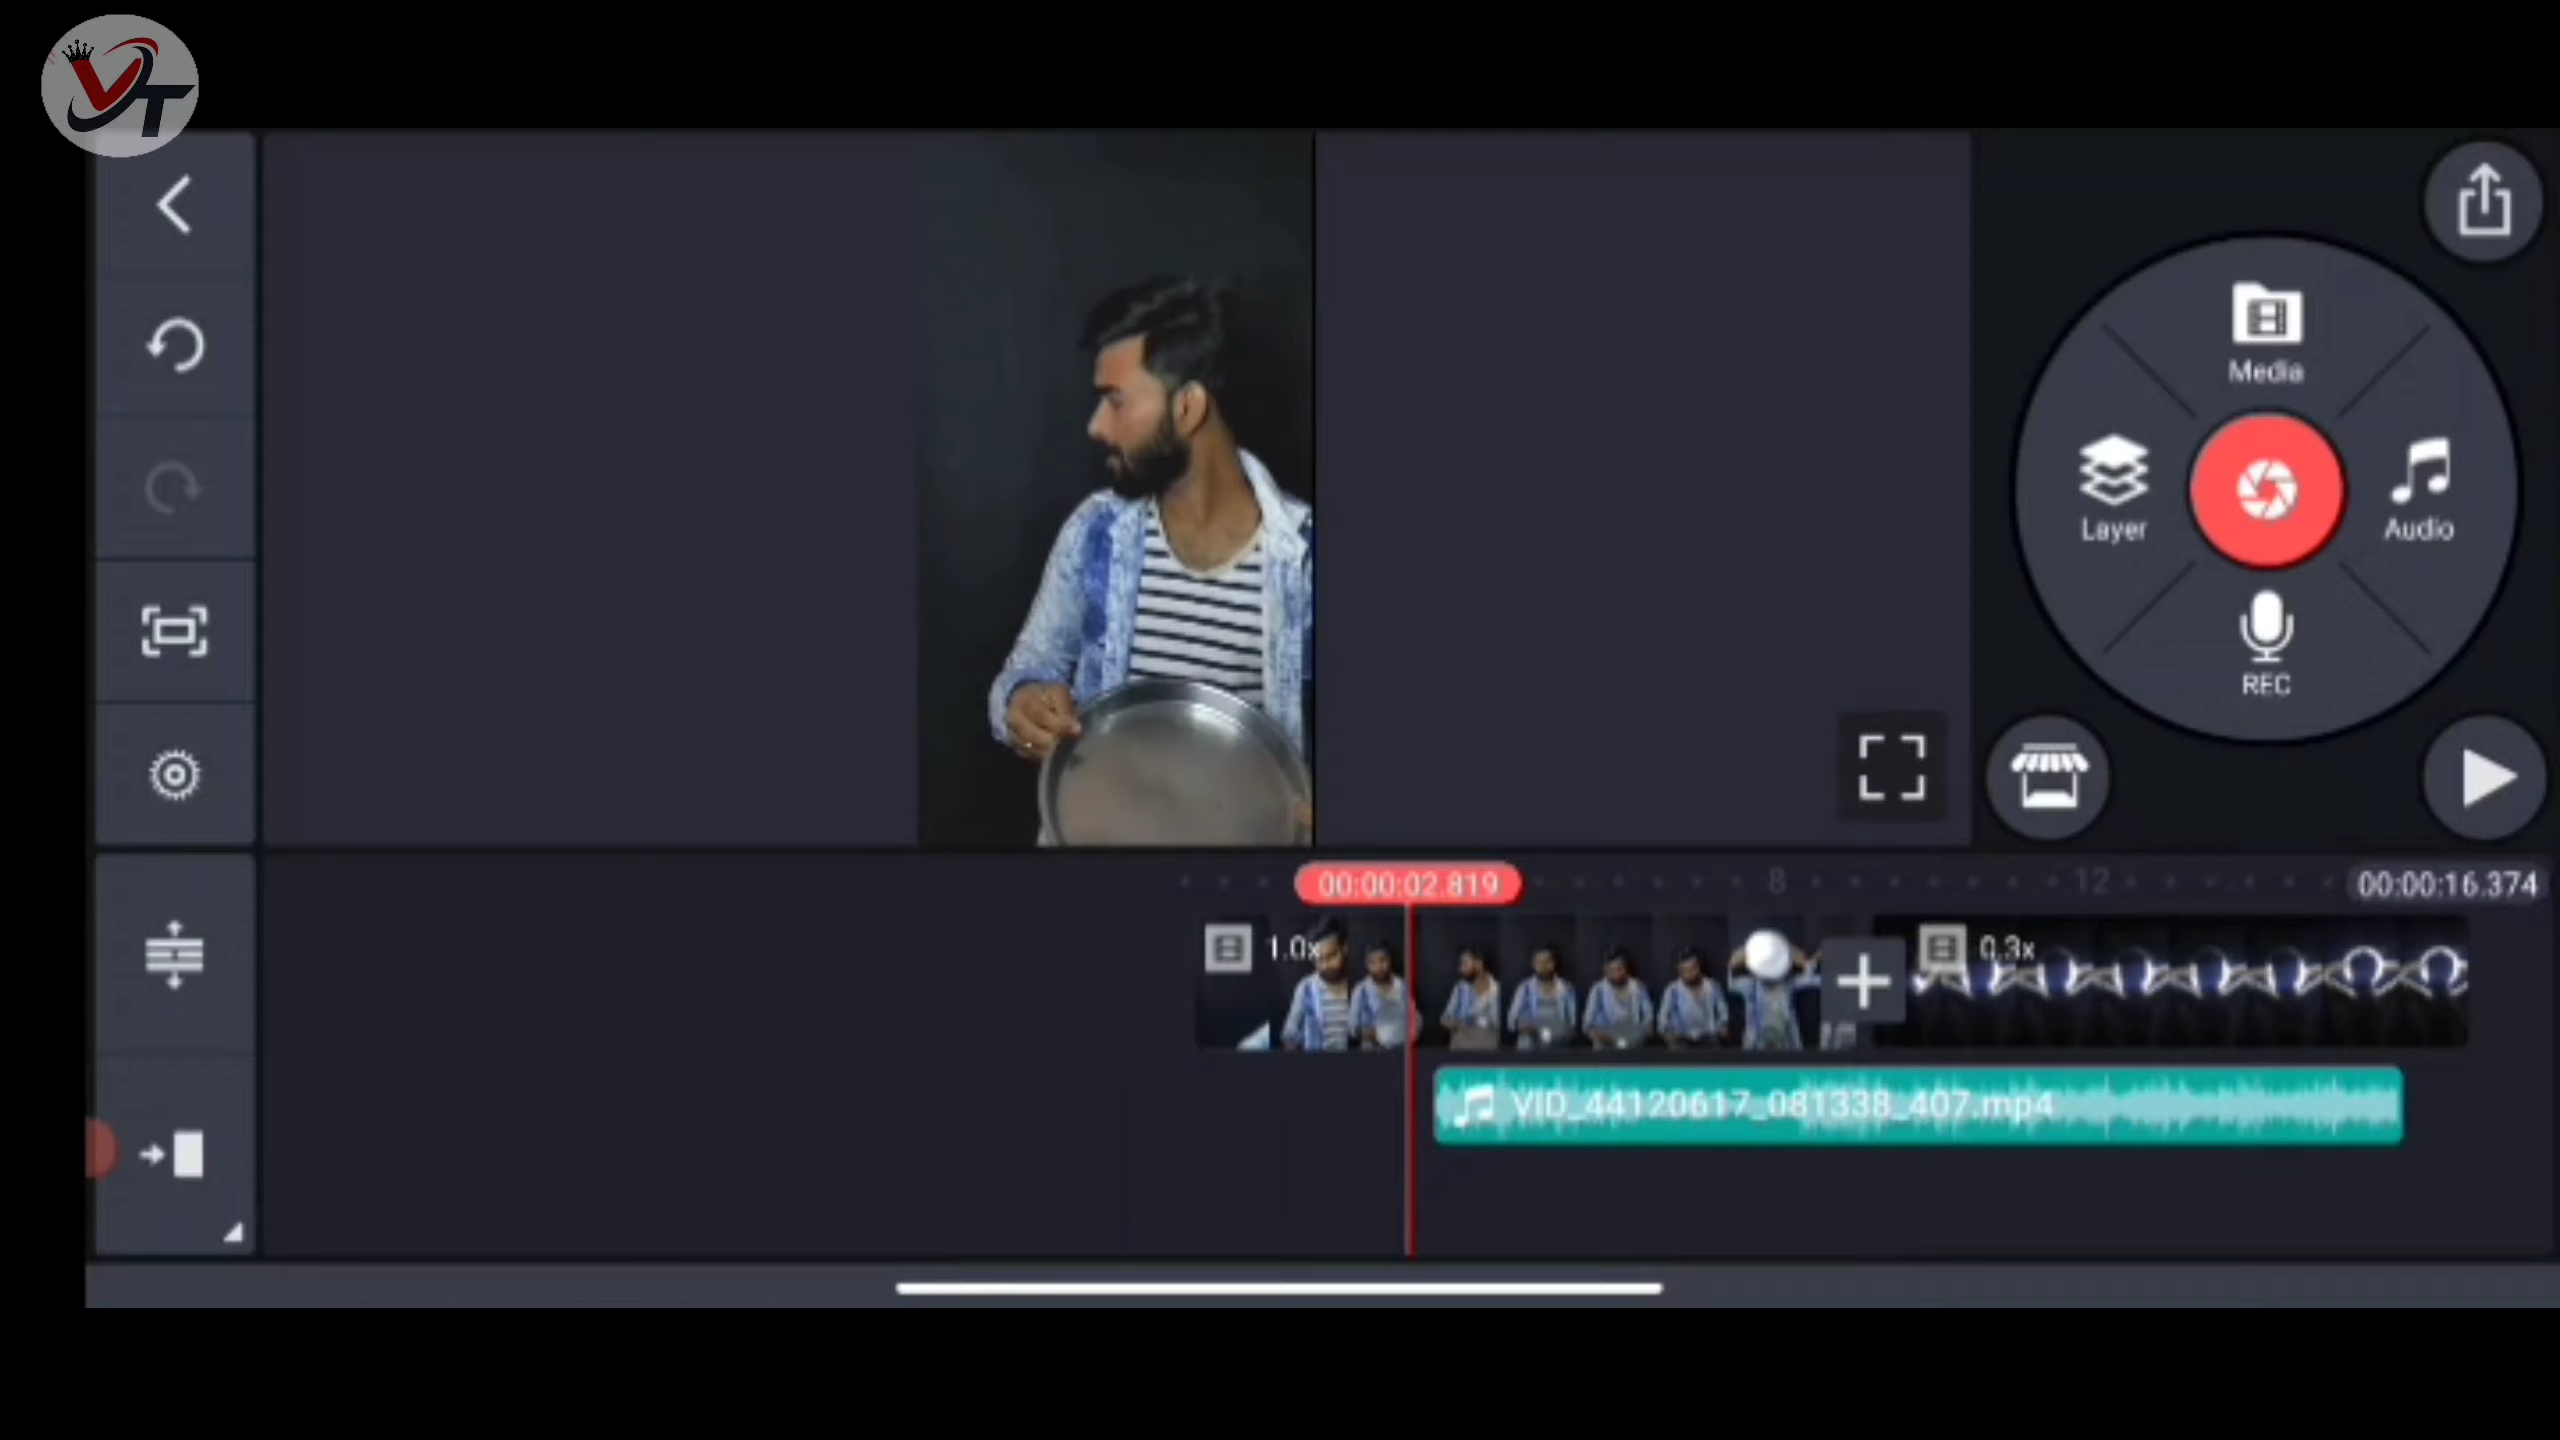 VT
Media
Layer
Audio
REC
00:00:02.819
8
12
00:00:16.374
1.0x
0.3x
VID_44120617_081338_407.mp4